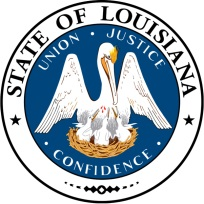 STATE OF LOUISIANA
UNION · JUSTICE
· CONFIDENCE ·